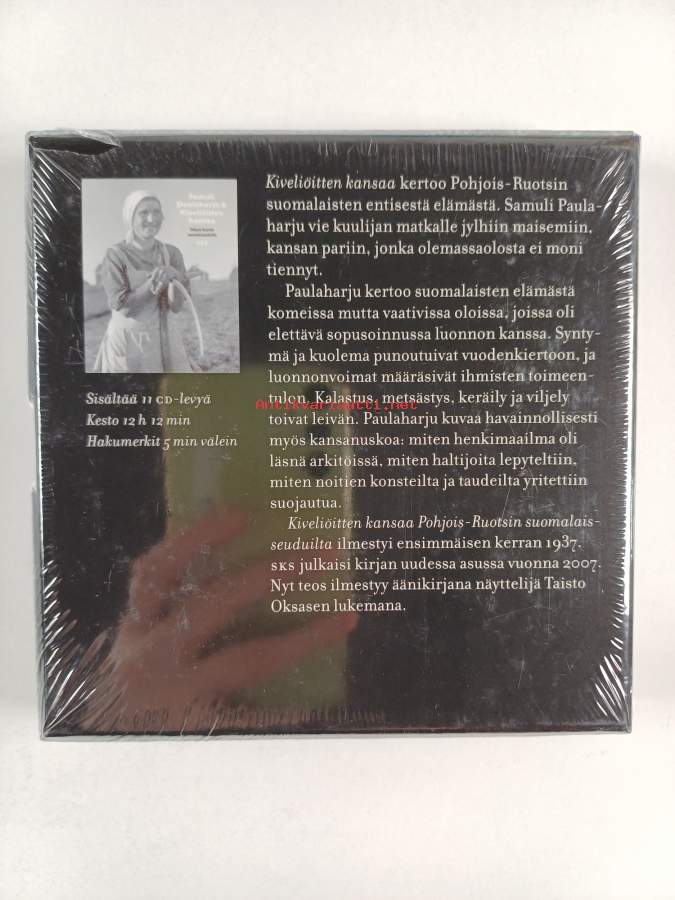 Kiveliöitten kansaa kertoo Pohjois-Ruotsin
suomalaisten entisestä elämästä. Samuli Paula-
harju vie kuulijan matkalle jylhiin maisemiin,
kansan pariin, jonka olemassaolosta ei moni
tiennyt.
Paulaharju kertoo suomalaisten elämästä
komeissa mutta vaativissa oloissa, joissa oli
elettävä sopusoinnussa luonnon kanssa. Synty-
mä ja kuolema punoutuivat vuodenkiertoon, ja
luonnonvoimat määräsivät ihmisten toimeen-
tulon. Kalastus, metsästys, keräily ja viljely
toivat leivän. Paulaharju kuvaa havainnollisesti
myös kansanuskoa: miten henkimaailma oli
läsnä arkitöissä, miten haltijoita lepyteltiin,
miten noitien konsteilta ja taudeilta yritettiin
suojautua.
Kiveliöitten kansaa Pohjois-Ruotsin suomalais-
seuduilta ilmestyi ensimmäisen kerran 1937.
SKS julkaisi kirjan uudessa asussa vuonna 2007.
Nyt teos ilmestyy äänikirjana näyttelijä Taisto
Oksasen lukemana.
Samuli
Paulaharju
Kiveliöitten
kansaa
Sisältää 11 CD-levyä
Kesto 12 h 12 min
Hakumerkit 5 min välein
Antikvariaatti.net